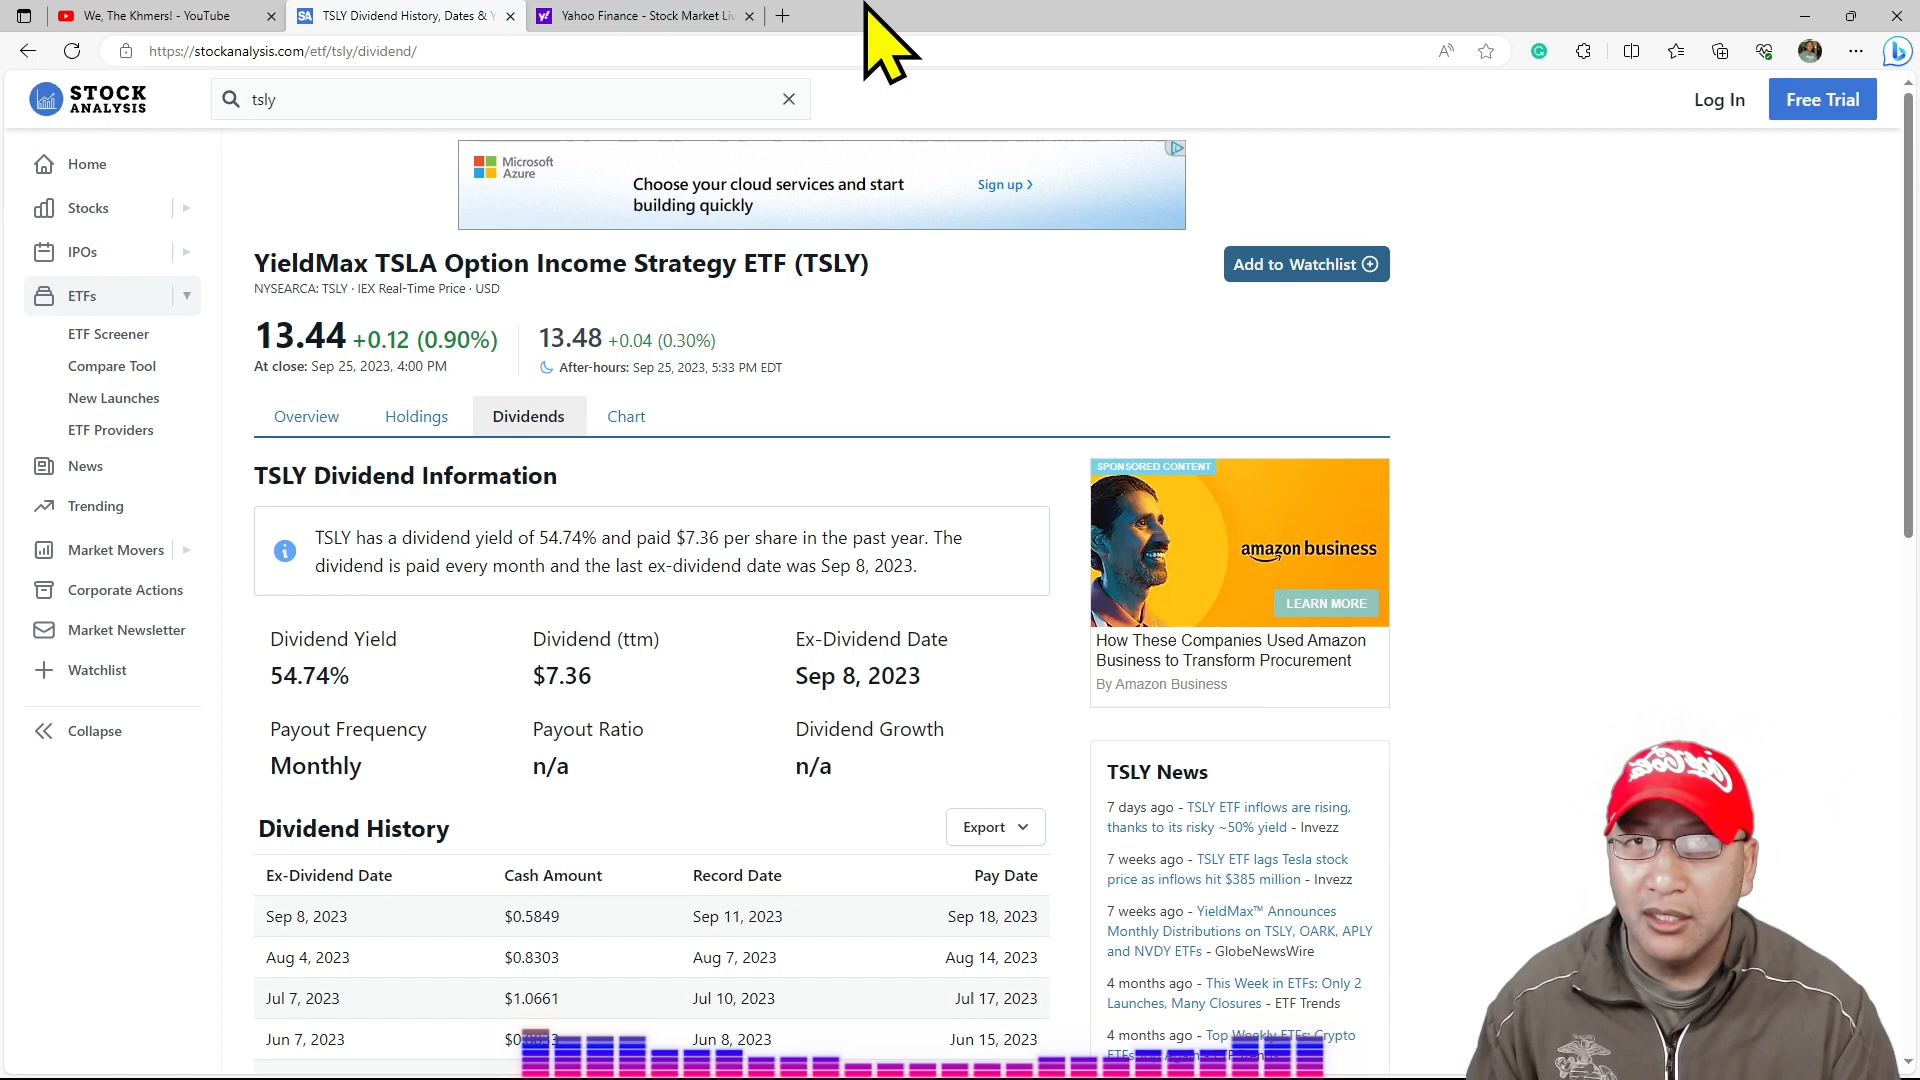 We, The Khmers! - YouTube
TSLY Dividend History, Dates & Y
Yahoo Finance - Stock Market Liv
https://stockanalysis.com/etf/tsly/dividend/
STOCK
ANALYSIS
tsly
Log In
Free Trial
Home
Stocks
IPOs
ETFs
ETF Screener
Compare Tool
New Launches
ETF Providers
News
Trending
Market Movers
Corporate Actions
Market Newsletter
Watchlist
Collapse
Microsoft
Azure
Choose your cloud services and start
building quickly
Sign up
YieldMax TSLA Option Income Strategy ETF (TSLY)
NYSEARCA: TSLY · IEX Real-Time Price · USD
Add to Watchlist
13.44 +0.12 (0.90%)
At close: Sep 25, 2023, 4:00 PM
13.48 +0.04 (0.30%)
After-hours: Sep 25, 2023, 5:33 PM EDT
Overview Holdings Dividends Chart
TSLY Dividend Information
TSLY has a dividend yield of 54.74% and paid $7.36 per share in the past year. The
dividend is paid every month and the last ex-dividend date was Sep 8, 2023.
Dividend Yield Dividend (ttm) Ex-Dividend Date
54.74% $7.36 Sep 8, 2023
Payout Frequency Payout Ratio Dividend Growth
Monthly n/a n/a
Dividend History
Export
Ex-Dividend Date Cash Amount Record Date Pay Date
Sep 8, 2023 $0.5849 Sep 11, 2023 Sep 18, 2023
Aug 4, 2023 $0.8303 Aug 7, 2023 Aug 14, 2023
Jul 7, 2023 $1.0661 Jul 10, 2023 Jul 17, 2023
Jun 7, 2023 Jun 8, 2023 Jun 15, 2023
SPONSORED CONTENT
amazon business
LEARN MORE
How These Companies Used Amazon
Business to Transform Procurement
By Amazon Business
TSLY News
7 days ago - TSLY ETF inflows are rising,
thanks to its risky ~50% yield - Invezz
7 weeks ago - TSLY ETF lags Tesla stock
price as inflows hit $385 million - Invezz
7 weeks ago - YieldMax™ Announces
Monthly Distributions on TSLY, OARK, APLY
and NVDY ETFs - GlobeNewsWire
4 months ago - This Week in ETFs: Only 2
Launches, Many Closures - ETF Trends
4 months ago - Top Weekly ETFs: Crypto
Coca-Cola